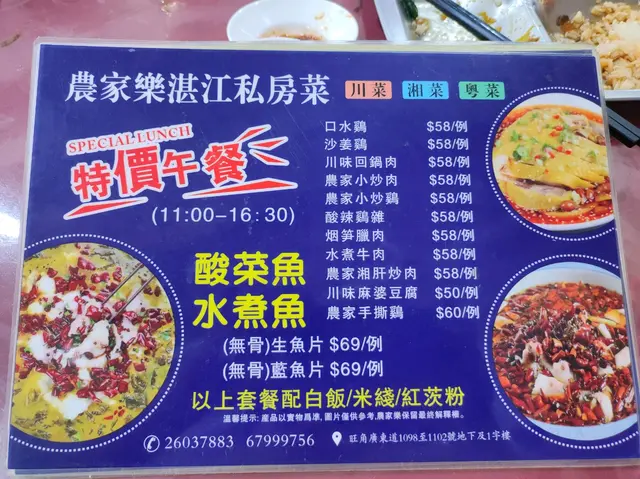 農家樂湛江私房菜 川菜 湘菜 粵菜
SPECIAL LUNCH
特價午餐
(11:00-16:30)
口水鷄 $58/例
沙姜鷄 $58/例
川味回鍋肉 $58/例
農家小炒肉 $58/例
農家小炒鷄 $58/例
酸辣鷄雜 $58/例
烟笋臘肉 $58/例
水煮牛肉 $58/例
農家湘肝炒肉 $58/例
川味麻婆豆腐 $50/例
農家手撕鷄 $60/例
酸菜魚
水煮魚
(無骨)生魚片 $69/例
(無骨)藍魚片 $69/例
以上套餐配白飯/米綫/紅茨粉
溫馨提示: 產品以實物爲準, 圖片僅供參考,農家樂保留最終解釋權。
26037883 67999756
旺角廣東道1098至1102號地下及1字樓